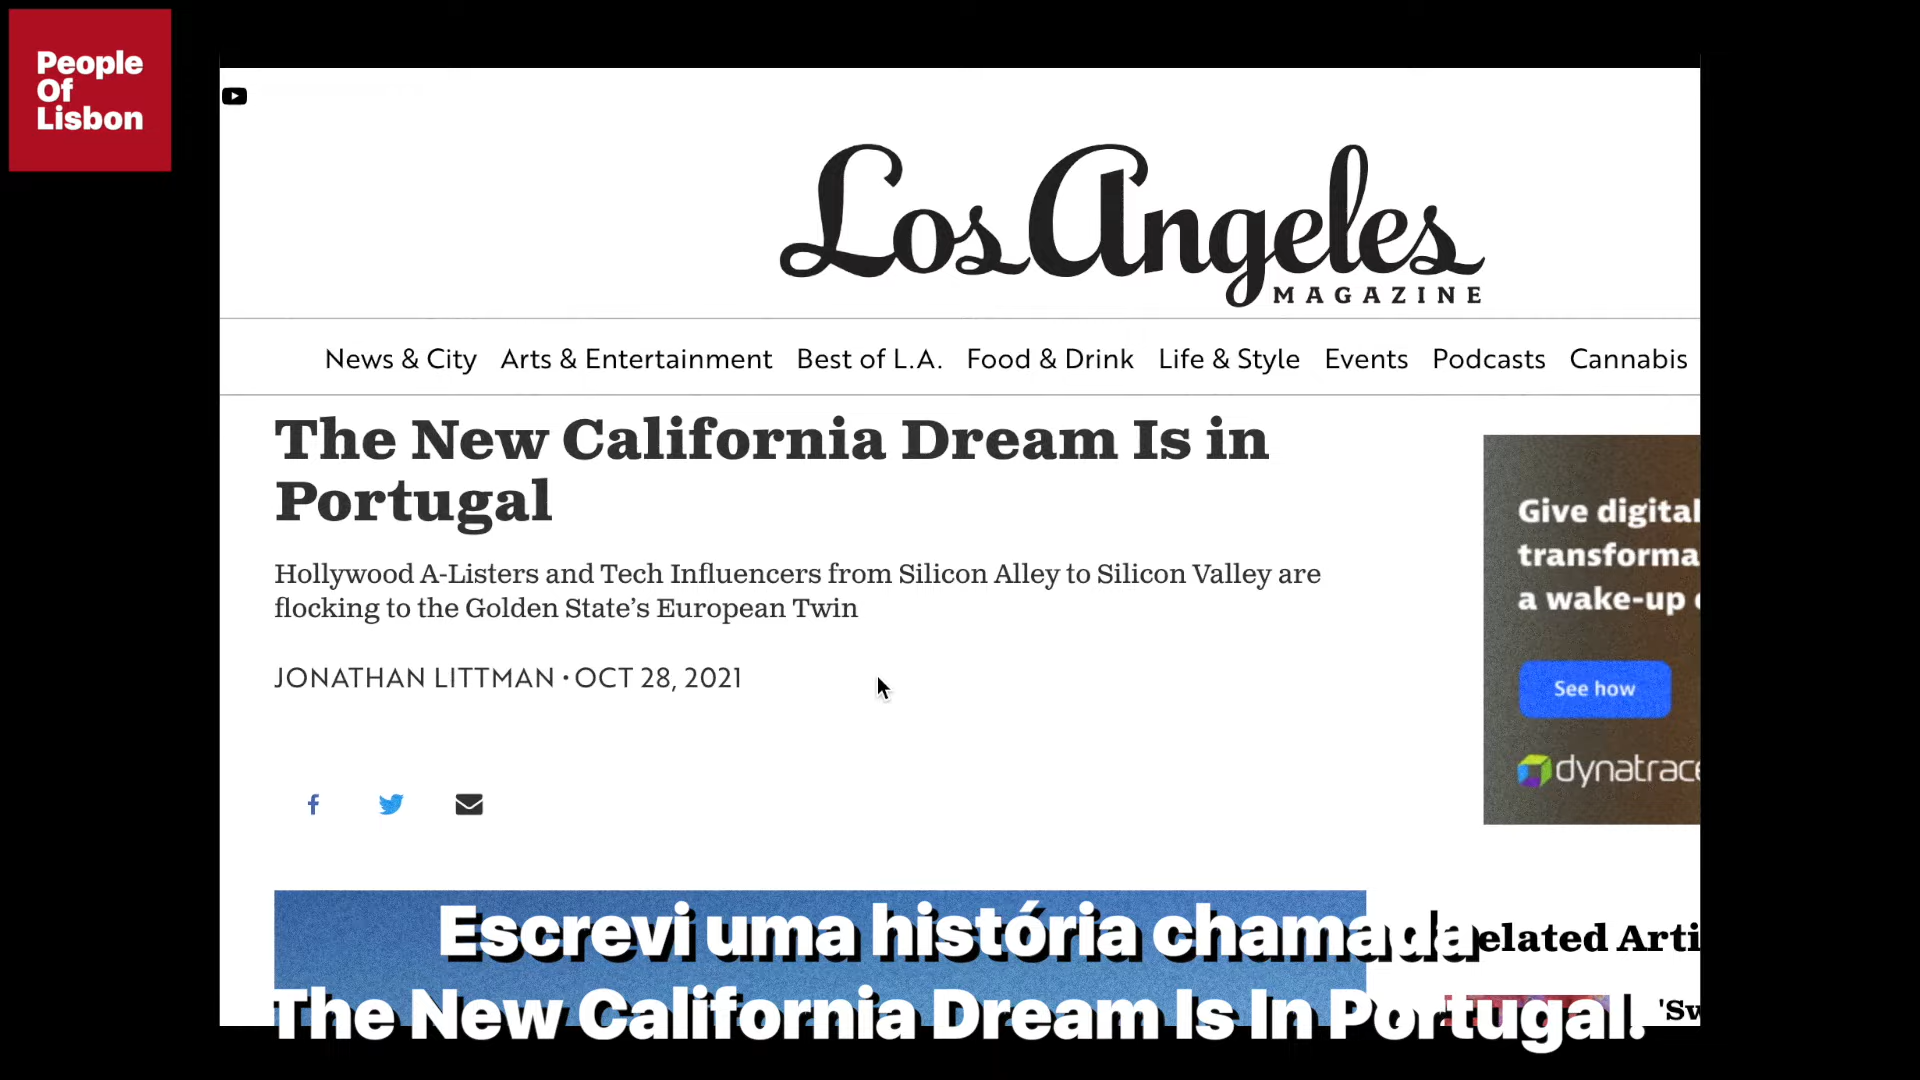 People
Of
Lisbon
Los Angeles
MAGAZINE
News & City Arts & Entertainment Best of L.A. Food & Drink Life & Style Events Podcasts Cannabis
The New California Dream Is in
Portugal
Hollywood A-Listers and Tech Influencers from Silicon Alley to Silicon Valley are
flocking to the Golden State’s European Twin
JONATHAN LITTMAN • OCT 28, 2021
Give digital
transforma
a wake-up
See how
dynatrace
elated Arti
'Sw
Escrevi uma história chamada
The New California Dream Is In Portugal.